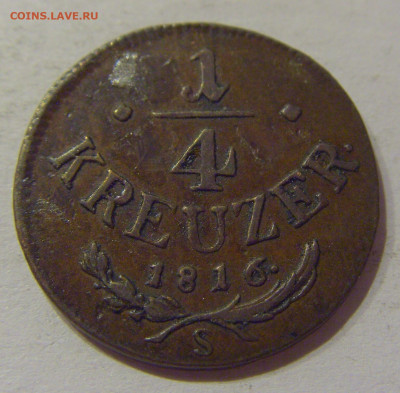 COINS.LAVE.RU
1
4
KREUZER.
1816.
S